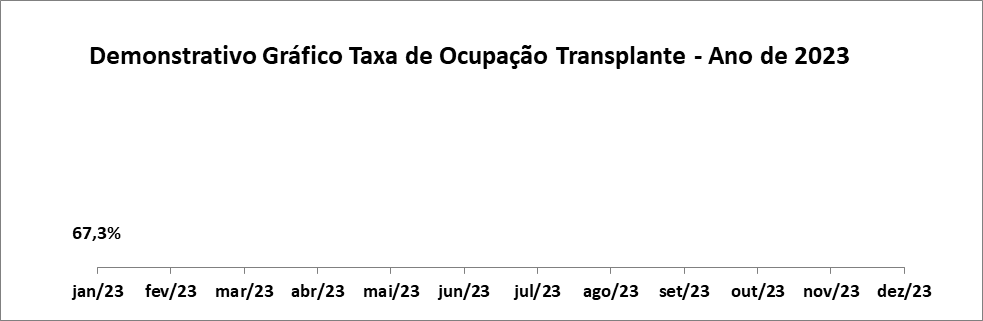 Demonstrativo Gráfico Taxa de Ocupação Transplante - Ano de 2023
67,3%
jan/23 fev/23 mar/23 abr/23 mai/23 jun/23 jul/23 ago/23 set/23 out/23 nov/23 dez/23